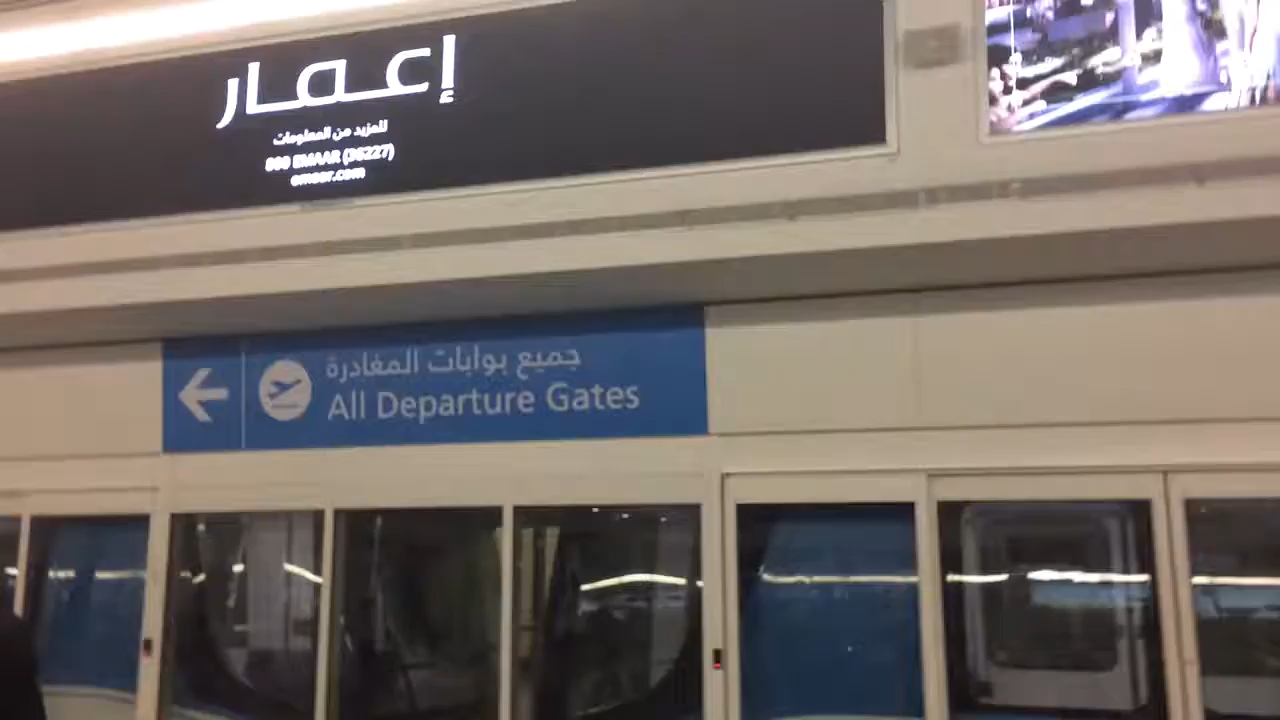 إعمار
للمزيد من المعلومات
800 EMAAR (36227)
emaar.com
جميع بوابات المغادرة
All Departure Gates